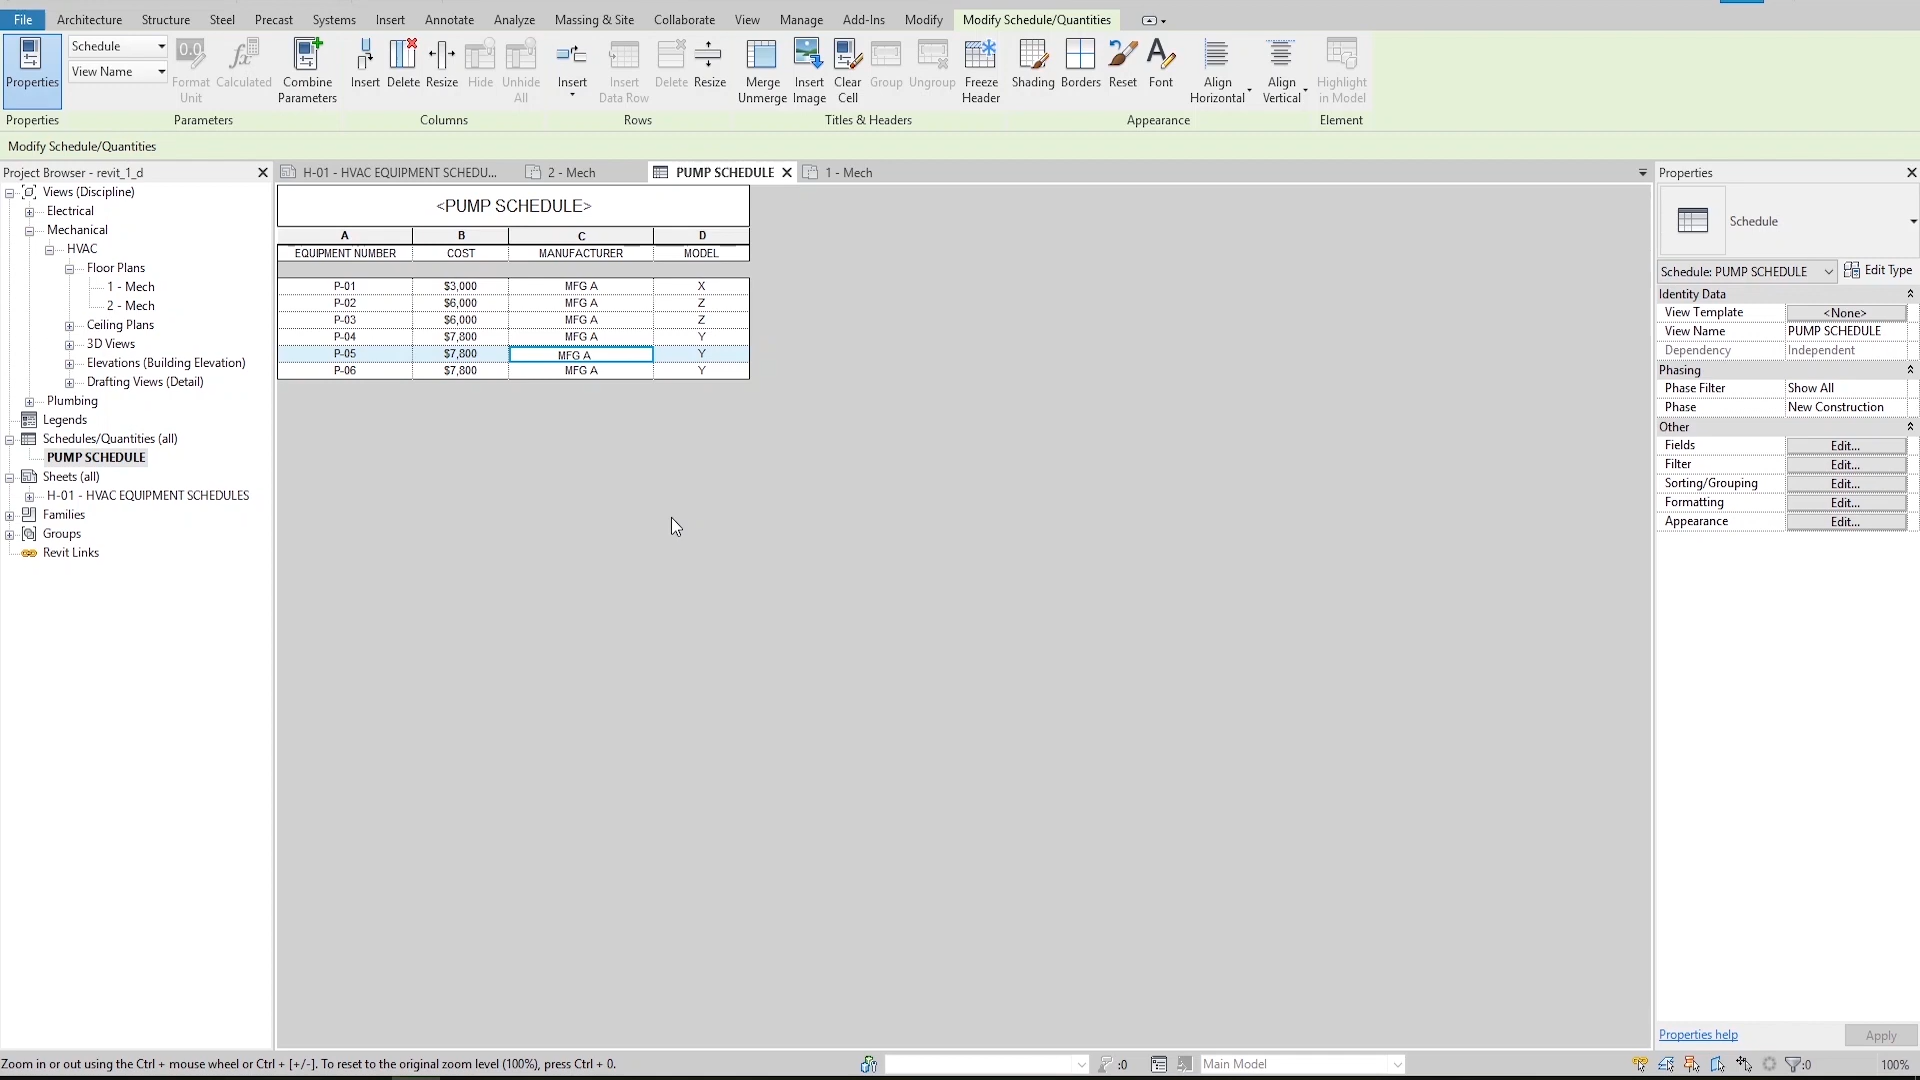 File Architecture Structure Steel Precast Systems Insert Annotate Analyze Massing & Site Collaborate View Manage Add-Ins Modify Modify Schedule/Quantities
Properties
Schedule
View Name
Format Unit
Calculated
Combine Parameters
Insert Delete Resize Hide Unhide All
Insert
Insert Data Row
Delete Resize
Merge Unmerge
Insert Image
Clear Cell
Group Ungroup
Freeze Header
Shading Borders Reset Font
Align Horizontal
Align Vertical
Highlight in Model
Properties Parameters Columns Rows Titles & Headers Appearance Element
Modify Schedule/Quantities
Project Browser - revit_1_d
Views (Discipline)
Electrical
Mechanical
HVAC
Floor Plans
1 - Mech
2 - Mech
Ceiling Plans
3D Views
Elevations (Building Elevation)
Drafting Views (Detail)
Plumbing
Legends
Schedules/Quantities (all)
PUMP SCHEDULE
Sheets (all)
H-01 - HVAC EQUIPMENT SCHEDULES
Families
Groups
Revit Links
H-01 - HVAC EQUIPMENT SCHEDU... 2 - Mech PUMP SCHEDULE 1 - Mech
<PUMP SCHEDULE>
A B C D
EQUIPMENT NUMBER COST MANUFACTURER MODEL
P-01 $3,000 MFG A X
P-02 $6,000 MFG A Z
P-03 $6,000 MFG A Z
P-04 $7,800 MFG A Y
P-05 $7,800 MFG A Y
P-06 $7,800 MFG A Y
Properties
Schedule
Schedule: PUMP SCHEDULE Edit Type
Identity Data
View Template <None>
View Name PUMP SCHEDULE
Dependency Independent
Phasing
Phase Filter Show All
Phase New Construction
Other
Fields Edit...
Filter Edit...
Sorting/Grouping Edit...
Formatting Edit...
Appearance Edit...
Properties help Apply
Zoom in or out using the Ctrl + mouse wheel or Ctrl + [+/-]. To reset to the original zoom level (100%), press Ctrl + 0.
:0 Main Model :0 100%